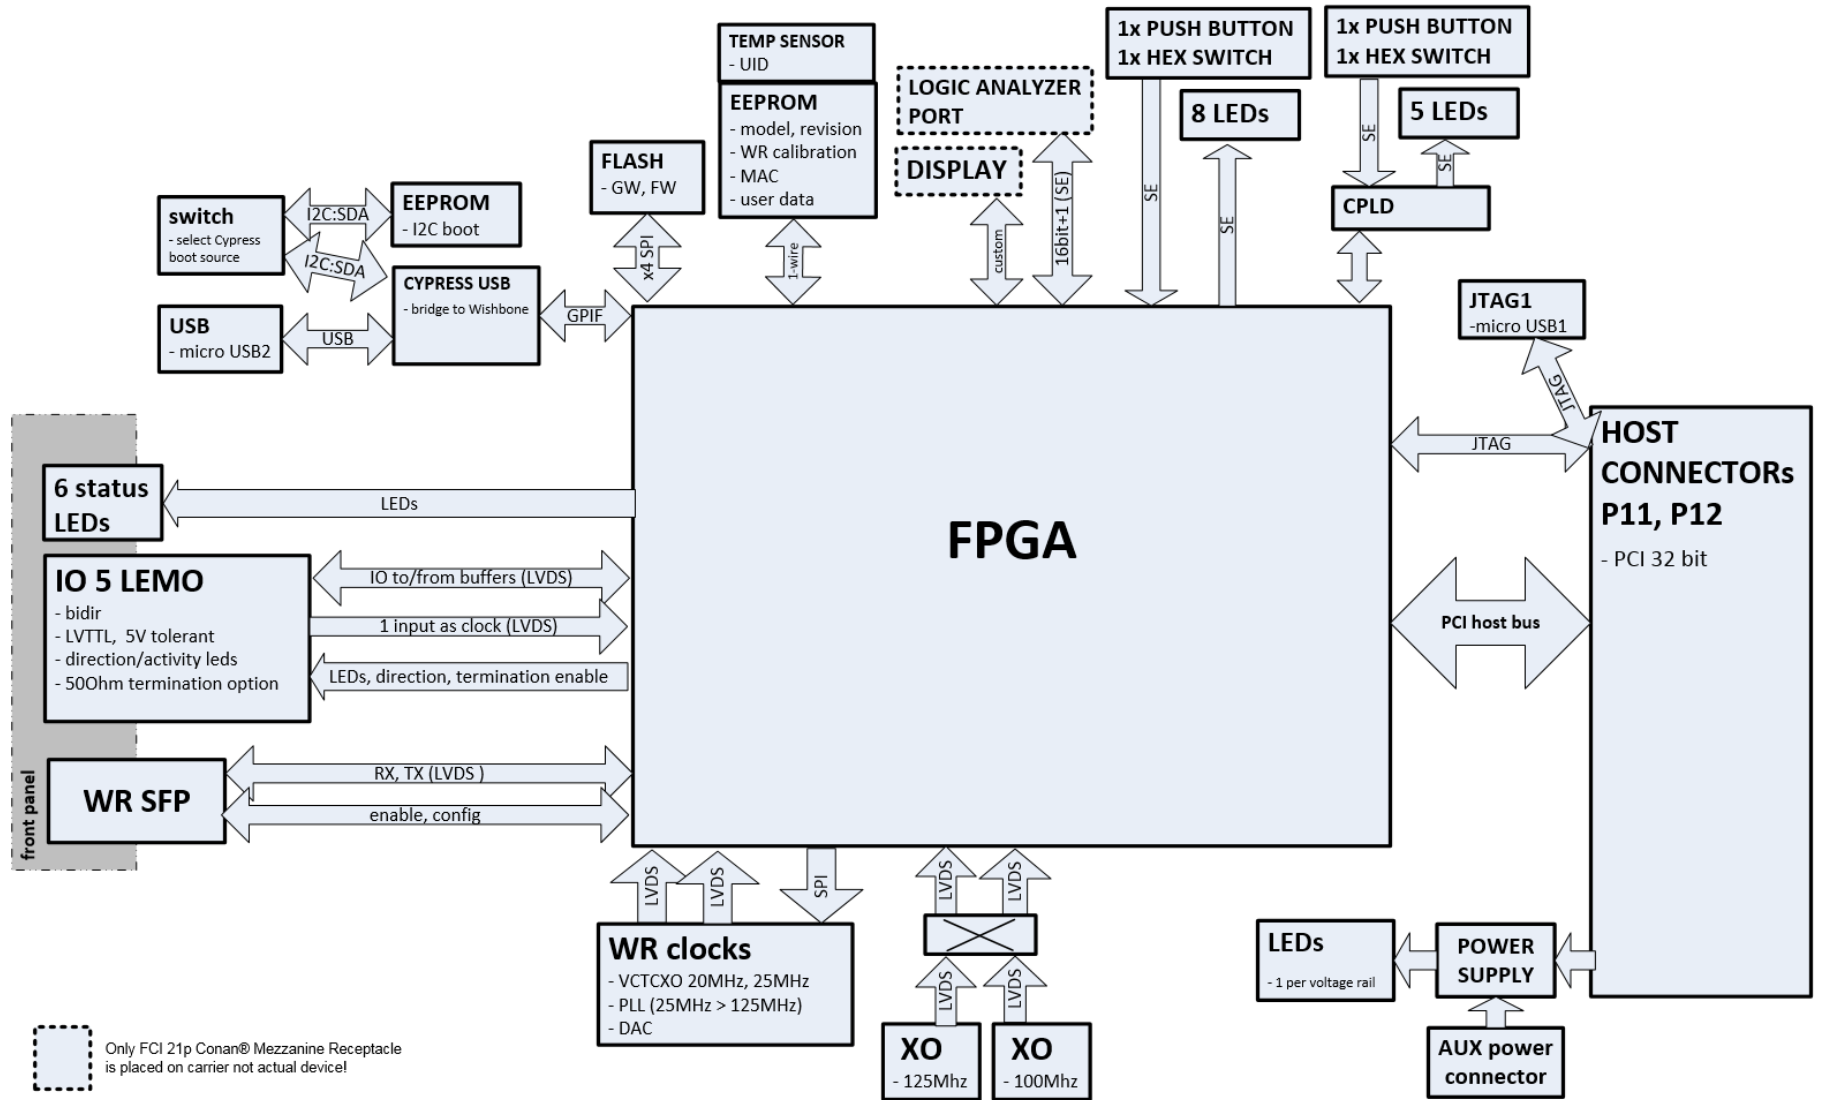 TEMP SENSOR
- UID
EEPROM
- model, revision
- WR calibration
- MAC
- user data
1-wire
LOGIC ANALYZER
PORT
16bit+1 (SE)
DISPLAY
custom
1x PUSH BUTTON
1x HEX SWITCH
SE
8 LEDs
SE
1x PUSH BUTTON
1x HEX SWITCH
SE
5 LEDs
SE
CPLD
FLASH
- GW, FW
x4 SPI
switch
- select Cypress
boot source
I2C:SDA
EEPROM
- I2C boot
I2C:SDA
CYPRESS USB
- bridge to Wishbone
GPIF
USB
- micro USB2
USB
JTAG1
-micro USB1
JTAG
JTAG
HOST
CONNECTORs
P11, P12
- PCI 32 bit
PCI host bus
FPGA
front panel
6 status
LEDs
LEDs
IO 5 LEMO
- bidir
- LVTTL,  5V tolerant
- direction/activity leds
- 50Ohm termination option
IO to/from buffers (LVDS)
1 input as clock (LVDS)
LEDs, direction, termination enable
WR SFP
RX, TX (LVDS )
enable, config
LVDS
LVDS
SPI
WR clocks
- VCTCXO 20MHz, 25MHz
- PLL (25MHz > 125MHz)
- DAC
LVDS
LVDS
LVDS
LVDS
XO
- 125Mhz
XO
- 100Mhz
LEDs
- 1 per voltage rail
POWER
SUPPLY
AUX power
connector
Only FCI 21p Conan® Mezzanine Receptacle
is placed on carrier not actual device!